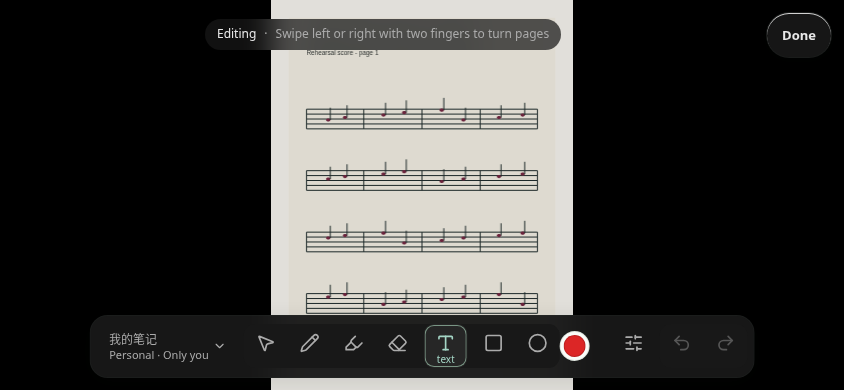 Editing · Swipe left or right with two fingers to turn pages
Done
Rehearsal score - page 1
我的笔记
Personal · Only you
text